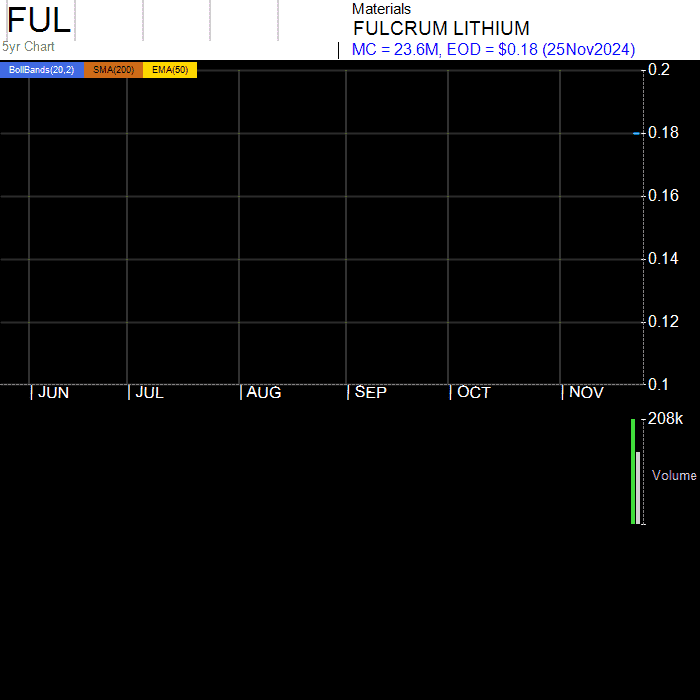 FUL
5yr Chart
Materials
FULCRUM LITHIUM
MC = 23.6M, EOD = $0.18 (25Nov2024)
BollBands(20,2) SMA(200) EMA(50)
0.2
0.18
0.16
0.14
0.12
0.1
JUN JUL AUG SEP OCT NOV
208k
Volume